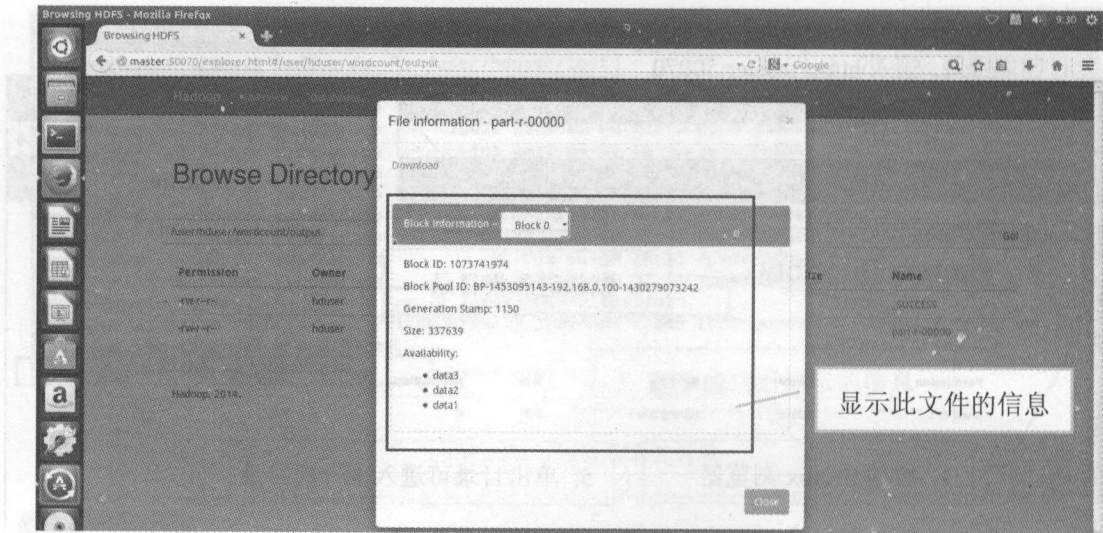 Browsing HDFS - Mozilla Firefox
9:30
Browsing HDFS
master:50070/explorer.html#/user/hduser/wordcount/output
Google
Hadoop Overview
File information - part-r-00000
Download
Browse Directory
Block information -- Block 0
/user/hduser/wordcount/output
Go!
Block ID: 1073741974
Permission Owner Name
Block Pool ID: BP-1453095143-192.168.0.100-1430279073242
-rw-r--r-- hduser _SUCCESS
Generation Stamp: 1150
-rw-r--r-- hduser part-r-00000
Size: 337639
Availability:
data3
data2
data1
Hadoop, 2014.
显示此文件的信息
Close